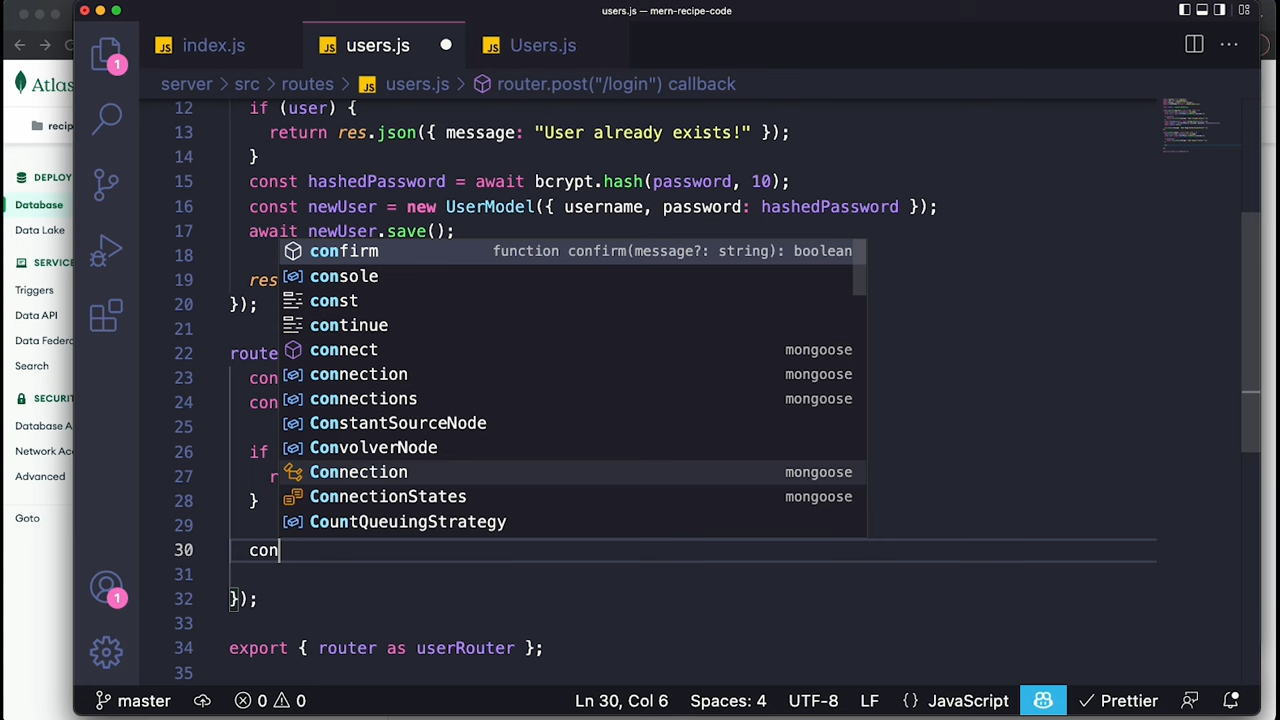 users.js — mern-recipe-code
index.js
users.js
Users.js
server > src > routes > users.js > router.post("/login") callback
Atlas
recip
DEPLOY
Database
Data Lake
SERVICE
Triggers
Data API
Data Federa
Search
SECURIT
Database A
Network Acc
Advanced
Goto
12 if (user) {
13 return res.json({ message: "User already exists!" });
14 }
15 const hashedPassword = await bcrypt.hash(password, 10);
16 const newUser = new UserModel({ username, password: hashedPassword });
17 await newUser.save();
18
19 res
20 });
21
22 route
23 con
24 con
25
26 if
27 r
28 }
29
30 con
31
32 });
33
34 export { router as userRouter };
35
confirm function confirm(message?: string): boolean
console
const
continue
connect mongoose
connection mongoose
connections mongoose
ConstantSourceNode
ConvolverNode
Connection mongoose
ConnectionStates mongoose
CountQueuingStrategy
1
1
master 0 0 Ln 30, Col 6 Spaces: 4 UTF-8 LF {} JavaScript Prettier